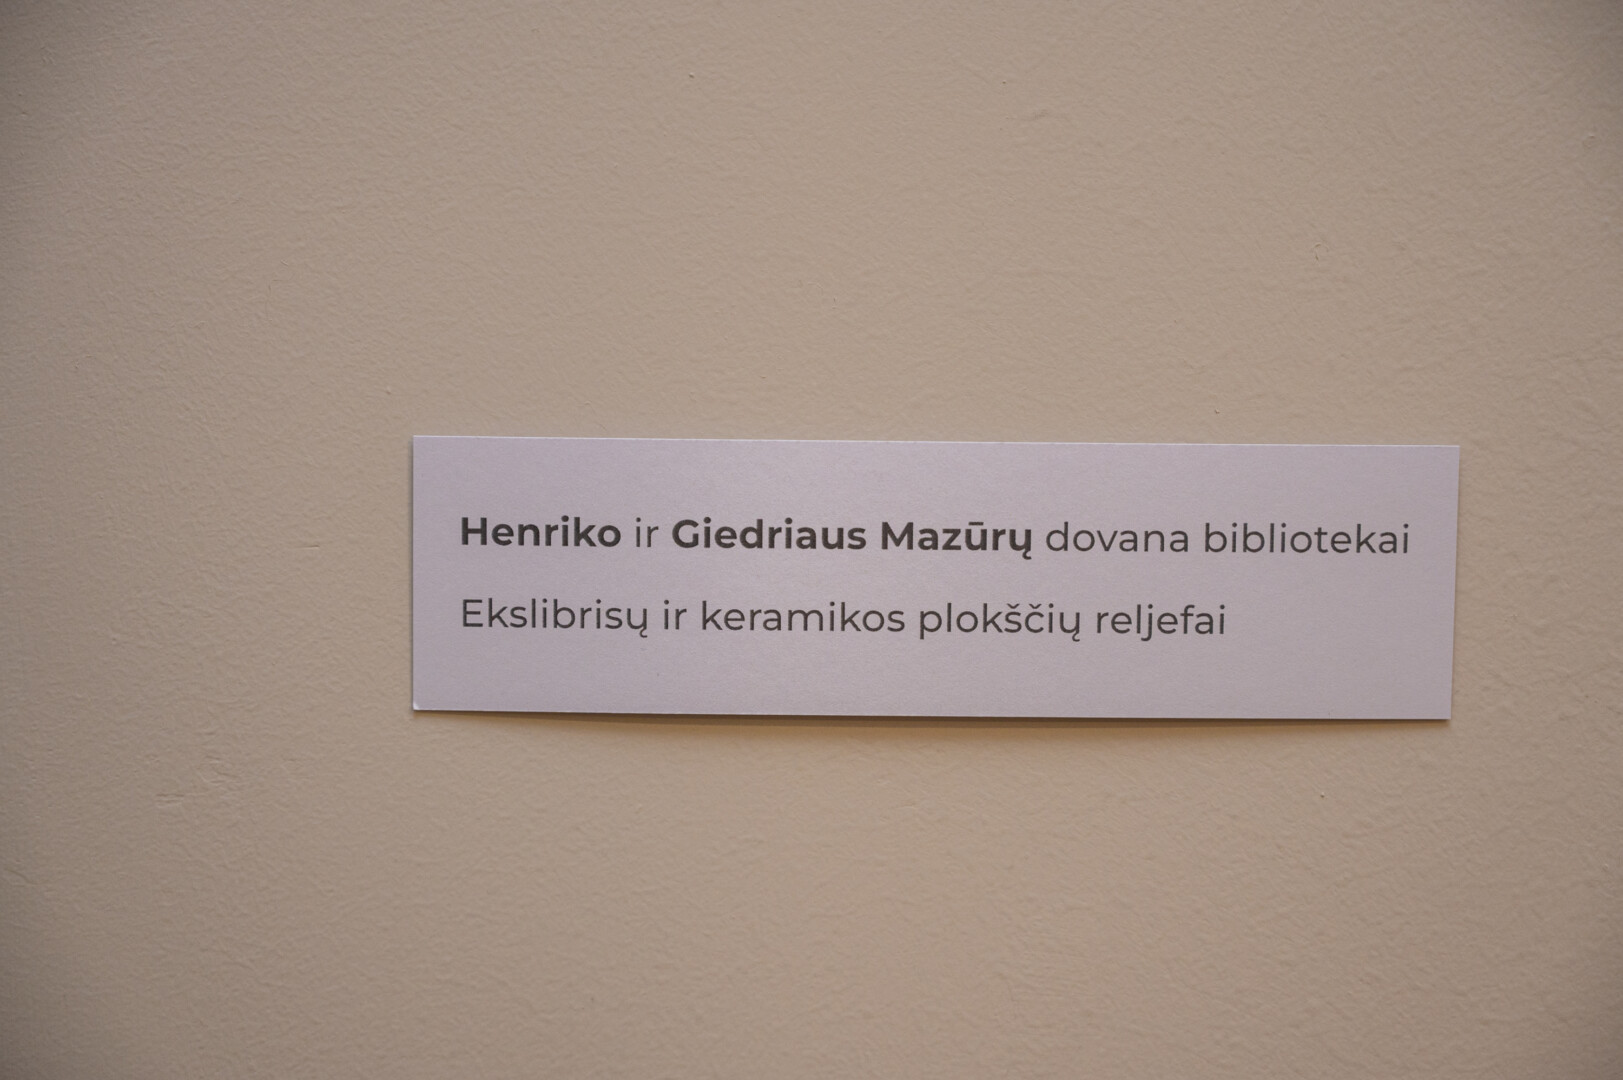 Henriko ir Giedriaus Mazūrų dovana bibliotekai
Ekslibrisų ir keramikos plokščių reljefai